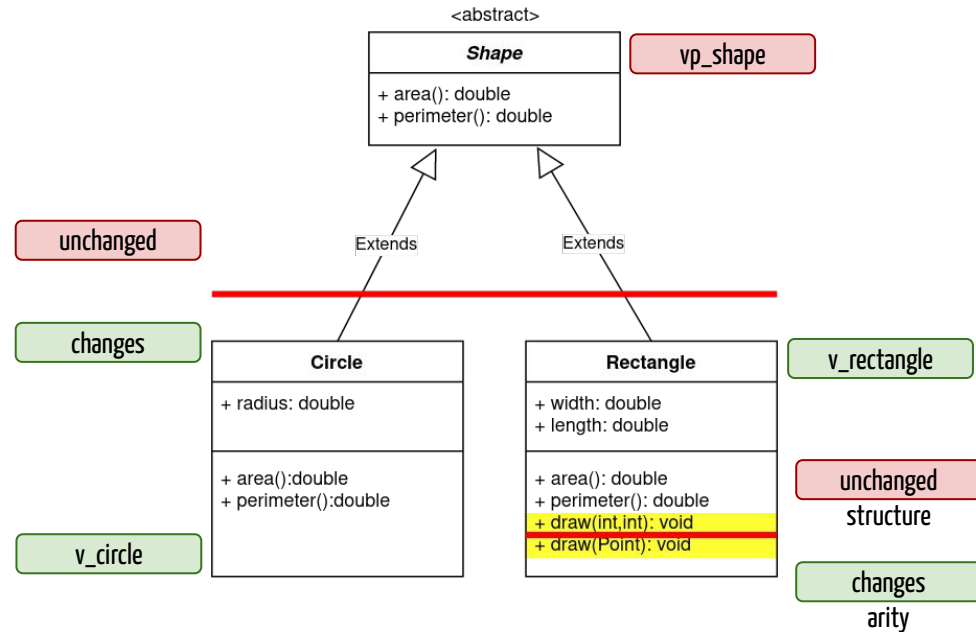 <abstract>
Shape
vp_shape
+ area(): double
+ perimeter(): double
unchanged
Extends
Extends
changes
Circle
Rectangle
v_rectangle
+ radius: double
+ width: double
+ length: double
+ area():double
+ perimeter():double
+ area(): double
+ perimeter(): double
+ draw(int,int): void
+ draw(Point): void
unchanged
structure
v_circle
changes
arity